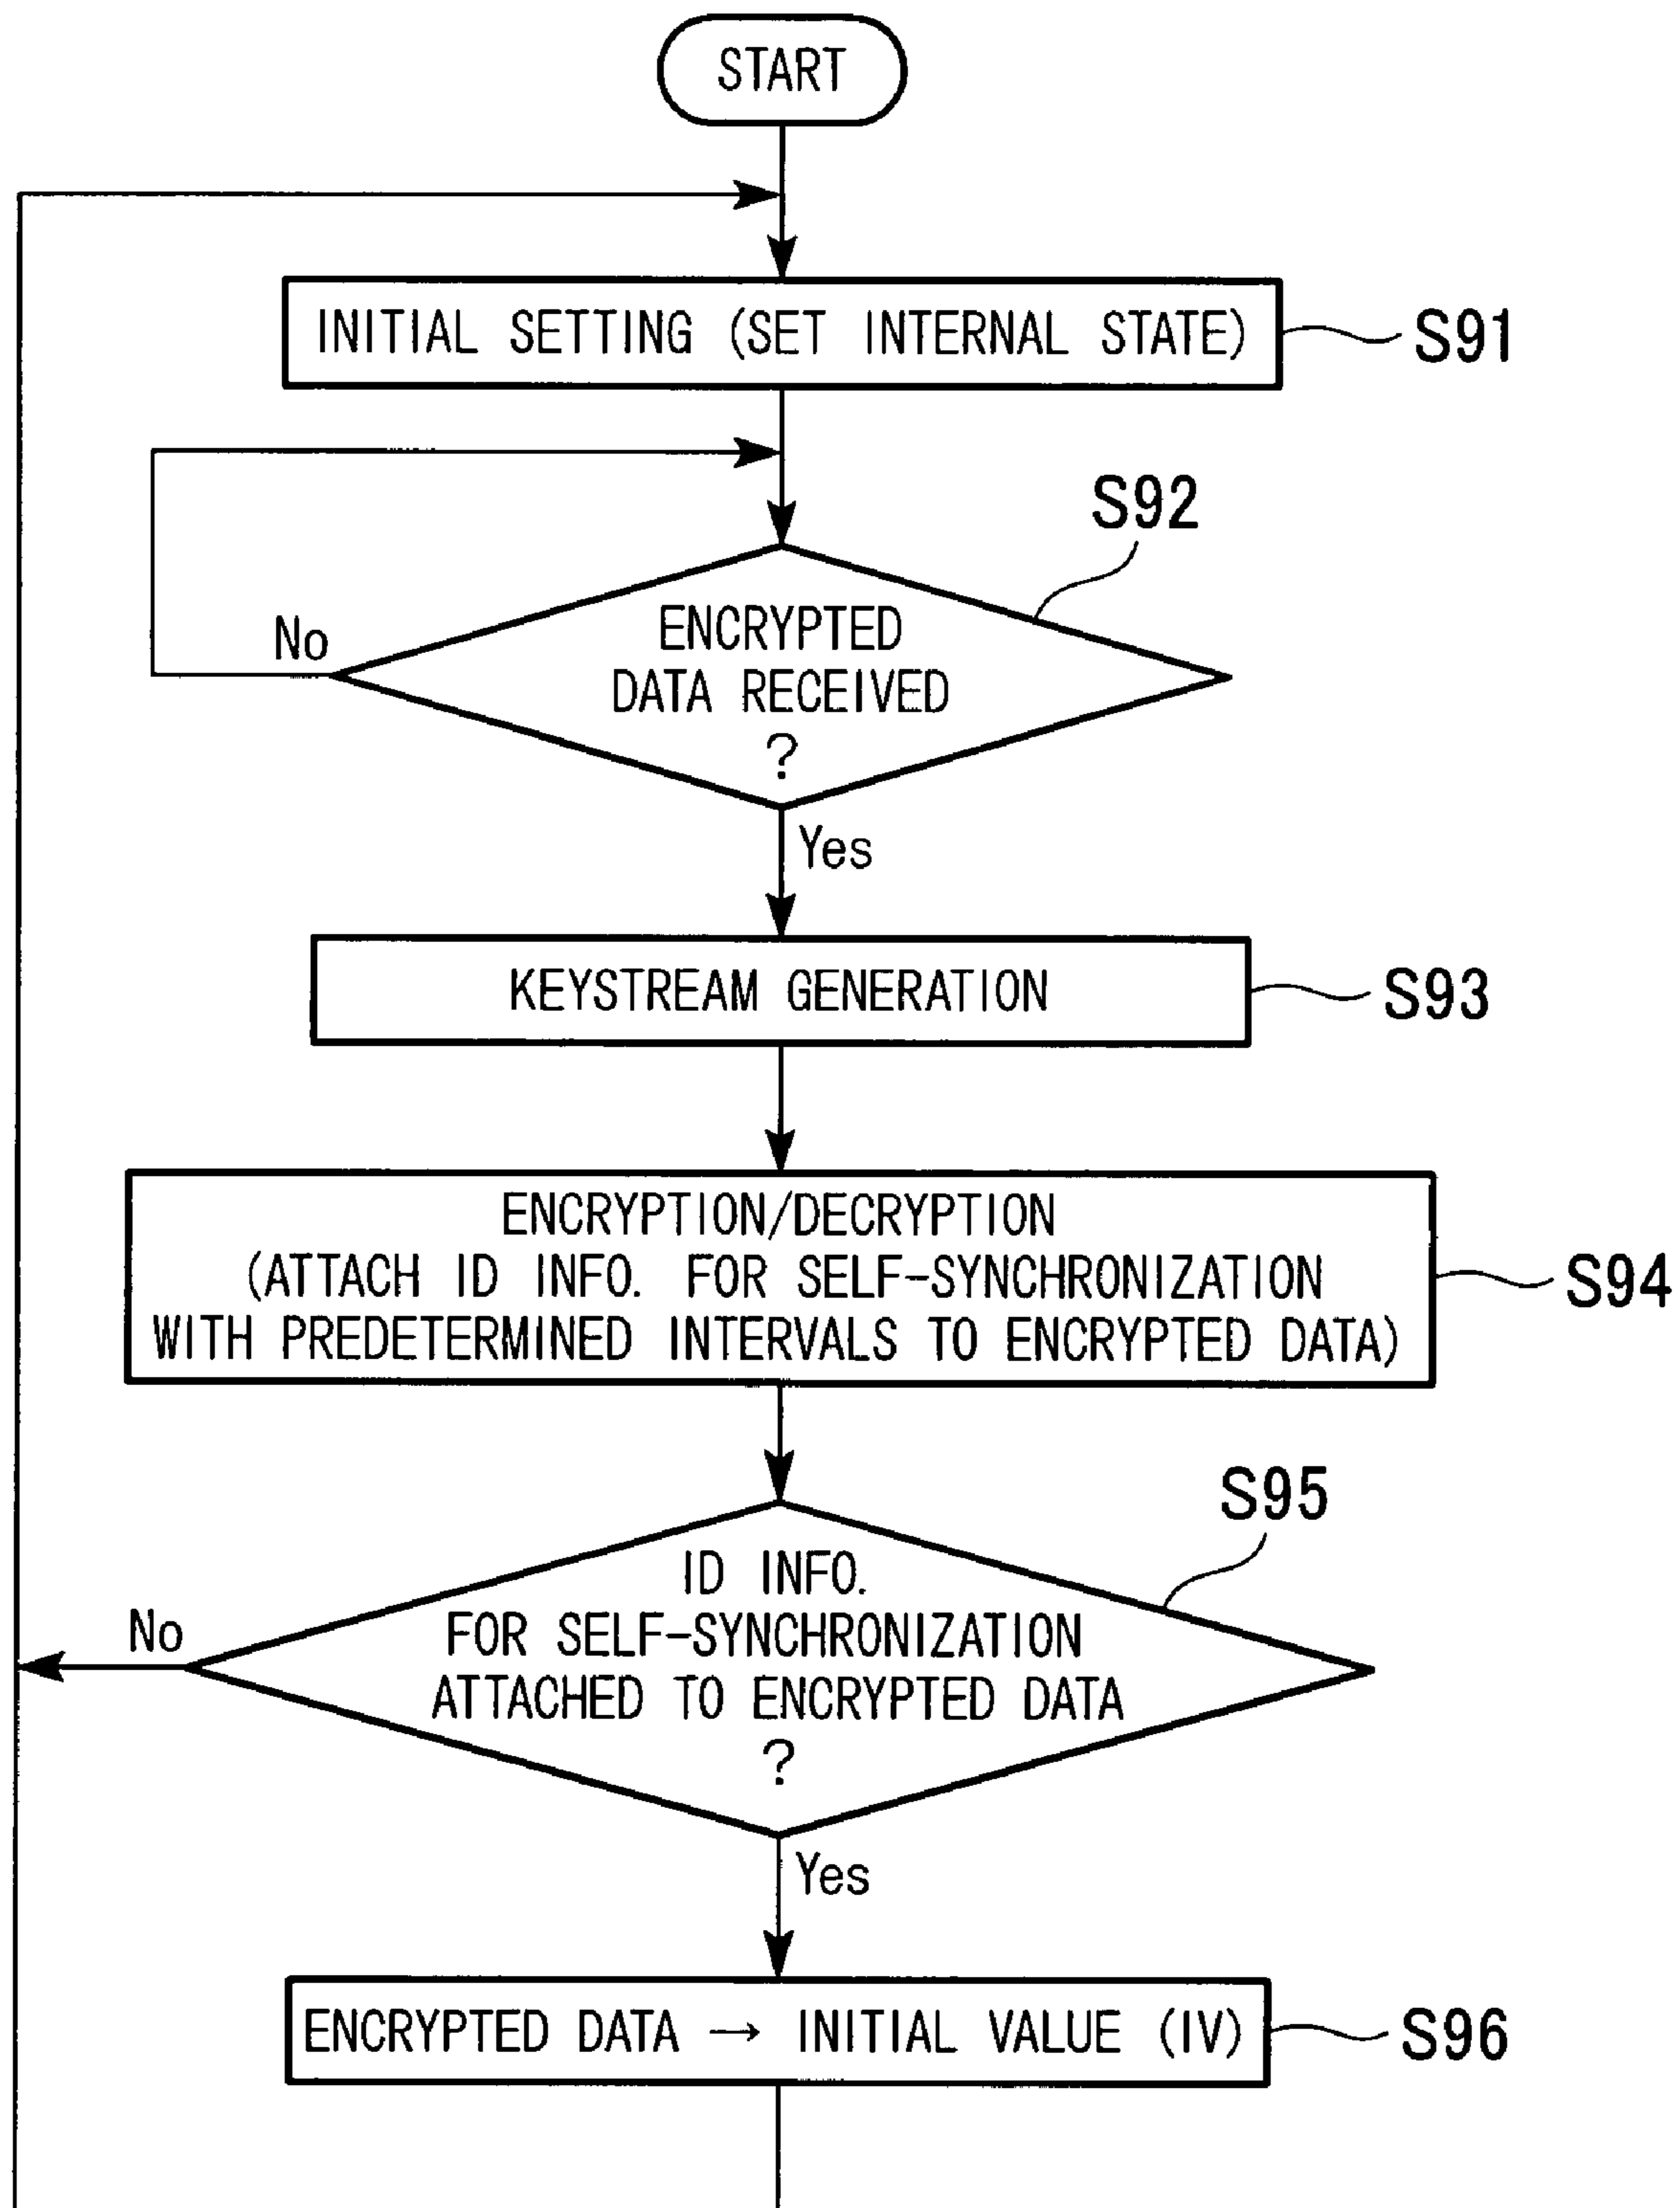 START
INITIAL SETTING (SET INTERNAL STATE)
S91
S92
ENCRYPTED
DATA RECEIVED
?
No
Yes
KEYSTREAM GENERATION
S93
ENCRYPTION/DECRYPTION
(ATTACH ID INFO. FOR SELF-SYNCHRONIZATION
WITH PREDETERMINED INTERVALS TO ENCRYPTED DATA)
S94
S95
ID INFO.
FOR SELF-SYNCHRONIZATION
ATTACHED TO ENCRYPTED DATA
?
No
Yes
ENCRYPTED DATA → INITIAL VALUE (IV)
S96